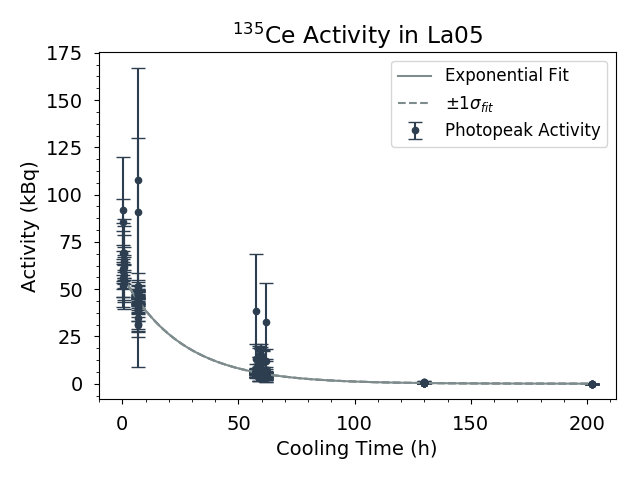 ¹³⁵Ce Activity in La05
Exponential Fit
±1σ_fit
Photopeak Activity
175
150
125
100
75
50
25
0
Activity (kBq)
0 50 100 150 200
Cooling Time (h)